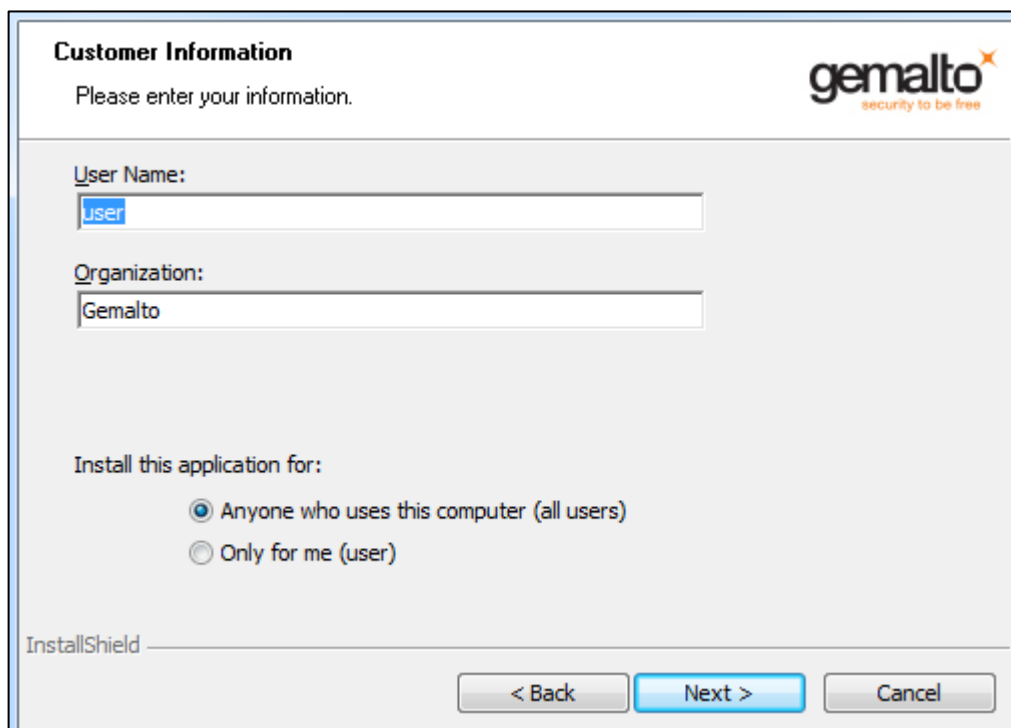 Customer Information
Please enter your information.
gemalto
security to be free
User Name:
user
Organization:
Gemalto
Install this application for:
Anyone who uses this computer (all users)
Only for me (user)
InstallShield
< Back
Next >
Cancel